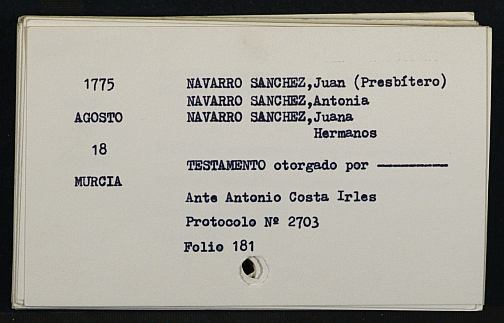 1775
AGOSTO
18
MURCIA
NAVARRO SANCHEZ,Juan (Presbítero)
NAVARRO SANCHEZ,Antonia
NAVARRO SANCHEZ,Juana
Hermanos
TESTAMENTO otorgado por ————
Ante Antonio Costa Irles
Protocolo Nº 2703
Folio 181